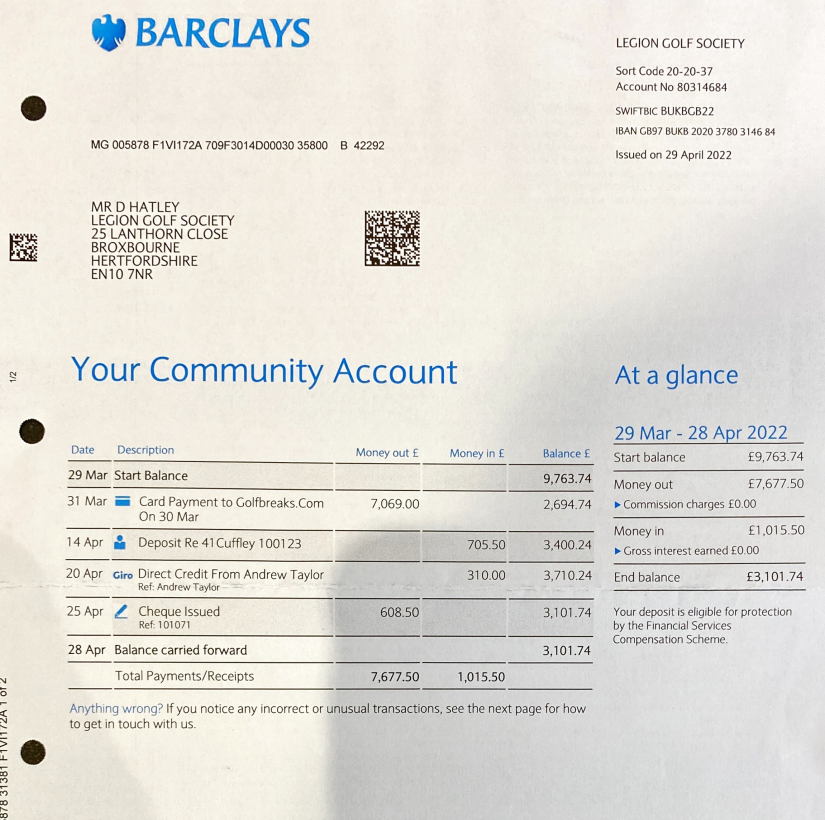 BARCLAYS
LEGION GOLF SOCIETY
Sort Code 20-20-37
Account No 80314684
SWIFTBIC BUKBGB22
IBAN GB97 BUKB 2020 3780 3146 84
Issued on 29 April 2022
MG 005878 F1VI172A 709F3014D00030 35800 B 42292
MR D HATLEY
LEGION GOLF SOCIETY
25 LANTHORN CLOSE
BROXBOURNE
HERTFORDSHIRE
EN10 7NR
1/2
Your Community Account
Date Description Money out £ Money in £ Balance £
29 Mar Start Balance 9,763.74
31 Mar Card Payment to Golfbreaks.Com 7,069.00 2,694.74
On 30 Mar
14 Apr Deposit Re 41 Cuffley 100123 705.50 3,400.24
20 Apr Giro Direct Credit From Andrew Taylor 310.00 3,710.24
Ref: Andrew Taylor
25 Apr Cheque Issued 608.50 3,101.74
Ref: 101071
28 Apr Balance carried forward 3,101.74
Total Payments/Receipts 7,677.50 1,015.50
Anything wrong? If you notice any incorrect or unusual transactions, see the next page for how
to get in touch with us.
At a glance
29 Mar - 28 Apr 2022
Start balance £9,763.74
Money out £7,677.50
Commission charges £0.00
Money in £1,015.50
Gross interest earned £0.00
End balance £3,101.74
Your deposit is eligible for protection
by the Financial Services
Compensation Scheme.
878 31381 F1VI172A 1 of 2